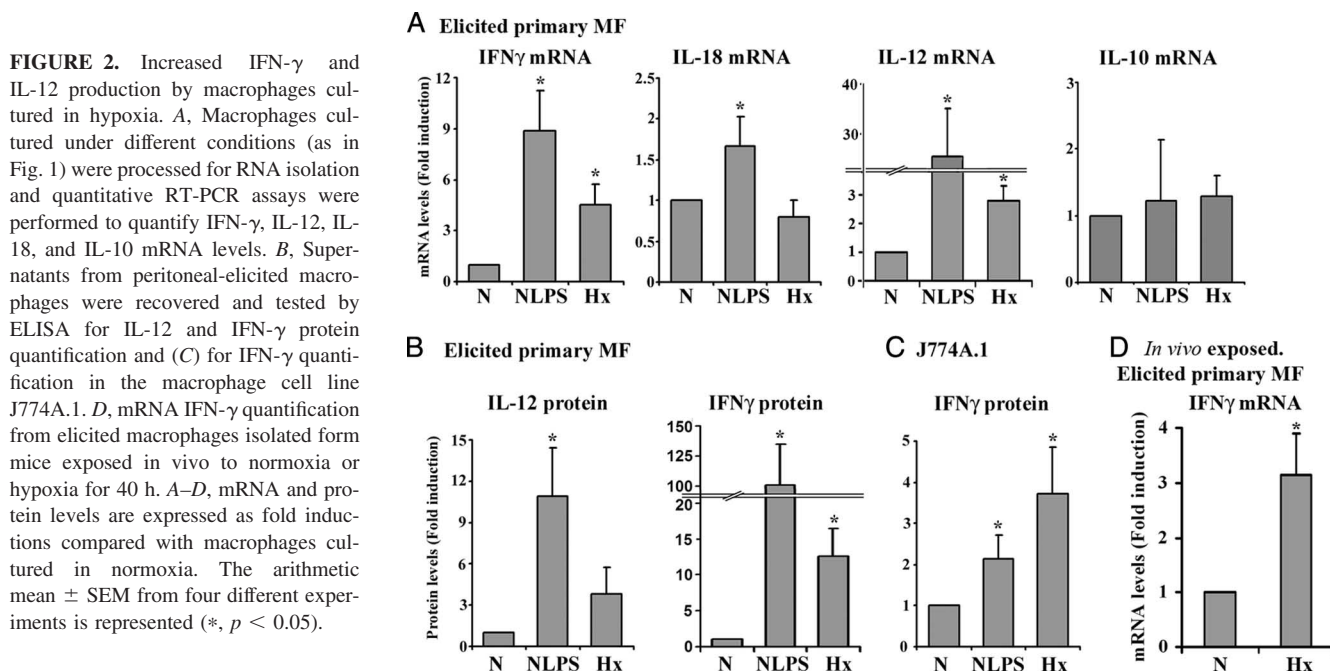 FIGURE 2. Increased IFN-γ and
IL-12 production by macrophages cul-
tured in hypoxia. A, Macrophages cul-
tured under different conditions (as in
Fig. 1) were processed for RNA isolation
and quantitative RT-PCR assays were
performed to quantify IFN-γ, IL-12, IL-
18, and IL-10 mRNA levels. B, Super-
natants from peritoneal-elicited macro-
phages were recovered and tested by
ELISA for IL-12 and IFN-γ protein
quantification and (C) for IFN-γ quanti-
fication in the macrophage cell line
J774A.1. D, mRNA IFN-γ quantification
from elicited macrophages isolated form
mice exposed in vivo to normoxia or
hypoxia for 40 h. A–D, mRNA and pro-
tein levels are expressed as fold induc-
tions compared with macrophages cul-
tured in normoxia. The arithmetic
mean ± SEM from four different exper-
iments is represented (*, p < 0.05).
A Elicited primary MF
IFNγ mRNA
mRNA levels (Fold induction)
12
9
6
3
0
* *
N NLPS Hx
IL-18 mRNA
2
1.5
1
0.5
0
*
N NLPS Hx
IL-12 mRNA
30
3
2
1
0
* *
N NLPS Hx
IL-10 mRNA
3
2
1
0
N NLPS Hx
B Elicited primary MF
IL-12 protein
Protein levels (Fold induction)
15
12
9
6
3
0
*
N NLPS Hx
IFNγ protein
150
125
100
20
15
10
5
0
* *
N NLPS Hx
C J774A.1
IFNγ protein
5
4
3
2
1
0
* *
N NLPS Hx
D In vivo exposed.
Elicited primary MF
IFNγ mRNA
mRNA levels (Fold induction)
4
3
2
1
0
*
N Hx